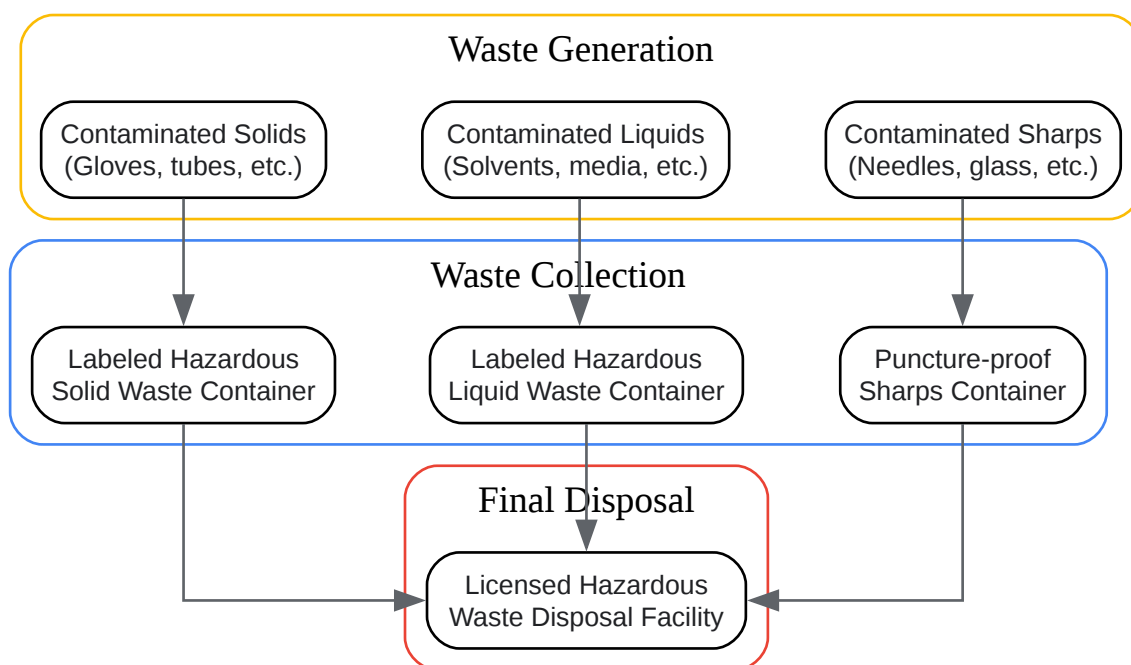 Waste Generation
Contaminated Solids
(Gloves, tubes, etc.)
Contaminated Liquids
(Solvents, media, etc.)
Contaminated Sharps
(Needles, glass, etc.)
Waste Collection
Labeled Hazardous
Solid Waste Container
Labeled Hazardous
Liquid Waste Container
Puncture-proof
Sharps Container
Final Disposal
Licensed Hazardous
Waste Disposal Facility